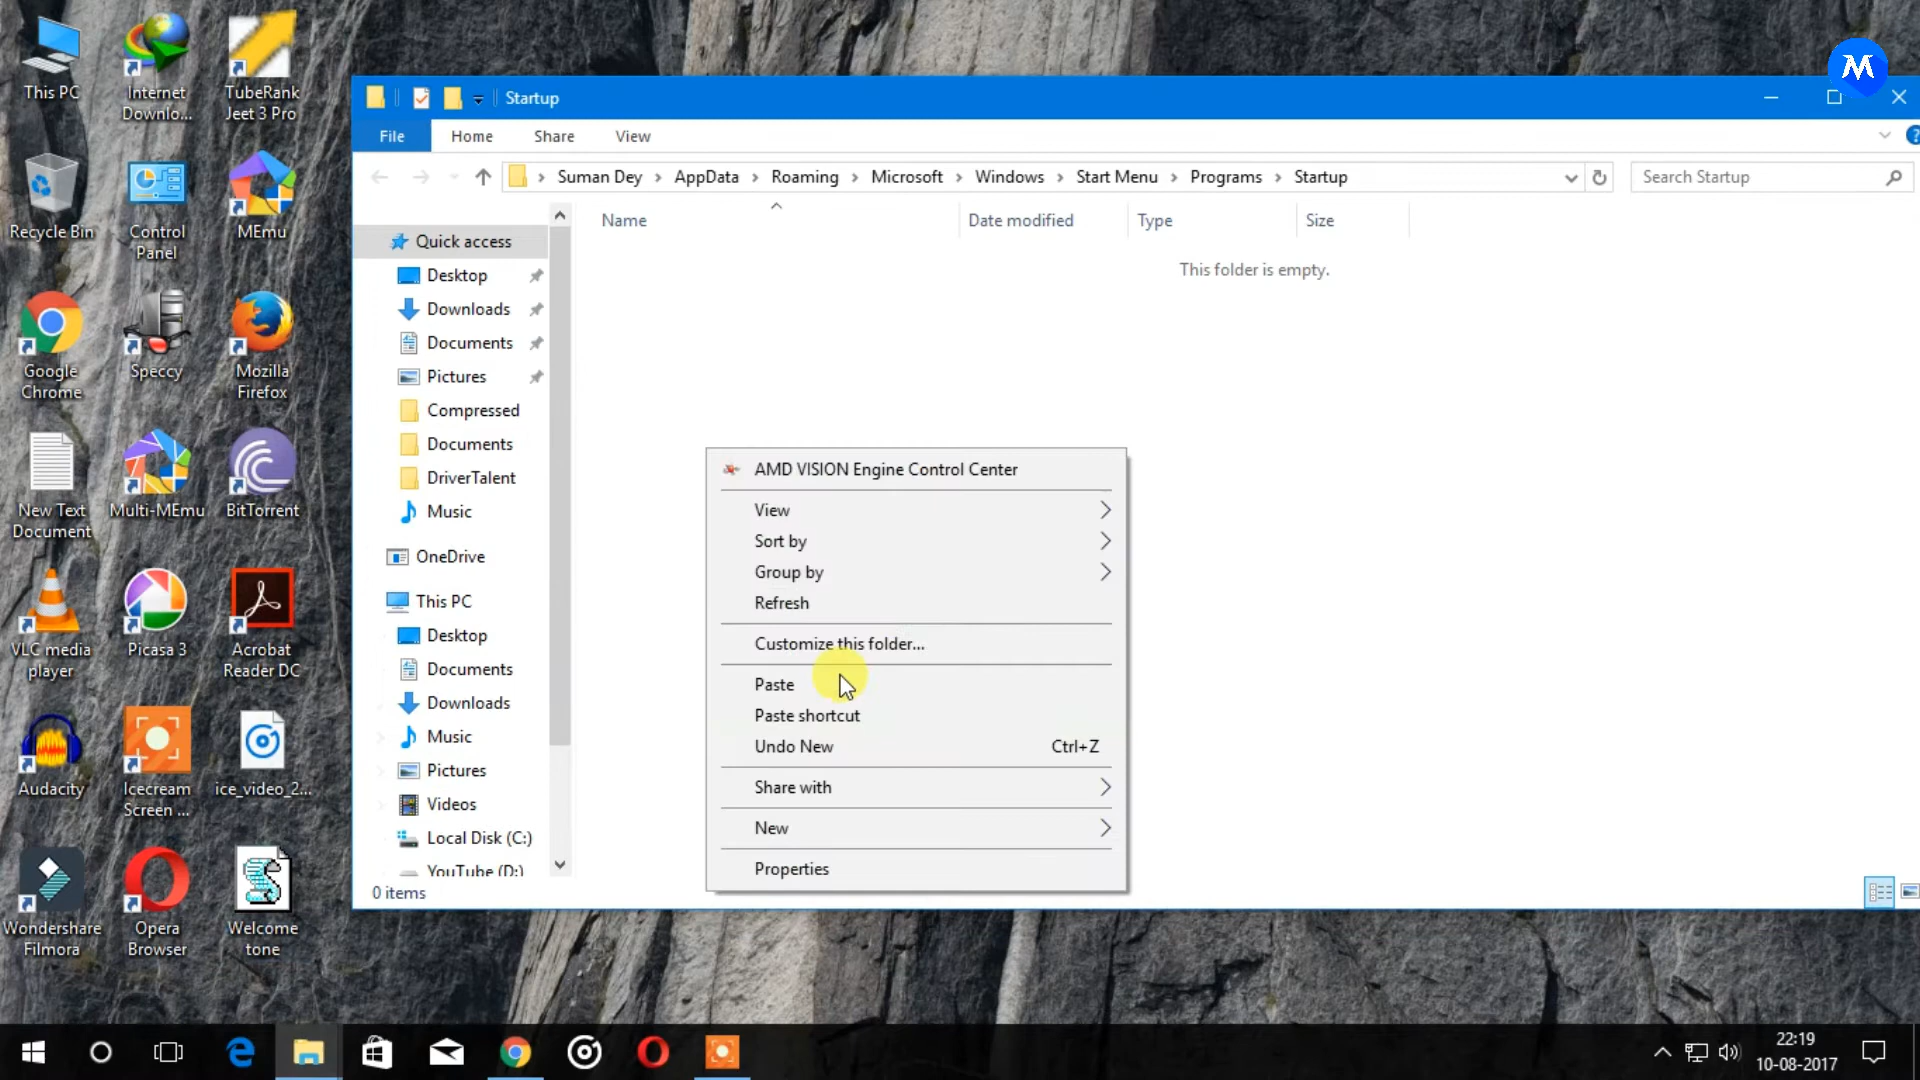 This PC
Internet
Downlo...
TubeRank
Jeet 3 Pro
Recycle Bin
Control
Panel
MEmu
Google
Chrome
Speccy
Mozilla
Firefox
New Text
Document
Multi-MEmu
BitTorrent
VLC media
player
Picasa 3
Acrobat
Reader DC
Audacity
Icecream
Screen ...
ice_video_2...
Wondershare
Filmora
Opera
Browser
Welcome
tone
Startup
M
File
Home
Share
View
?
Suman Dey
AppData
Roaming
Microsoft
Windows
Start Menu
Programs
Startup
Search Startup
Name
Date modified
Type
Size
This folder is empty.
Quick access
Desktop
Downloads
Documents
Pictures
Compressed
Documents
DriverTalent
Music
OneDrive
This PC
Desktop
Documents
Downloads
Music
Pictures
Videos
Local Disk (C:)
YouTube (D:)
0 items
AMD VISION Engine Control Center
View
Sort by
Group by
Refresh
Customize this folder...
Paste
Paste shortcut
Undo New Ctrl+Z
Share with
New
Properties
22:19
10-08-2017